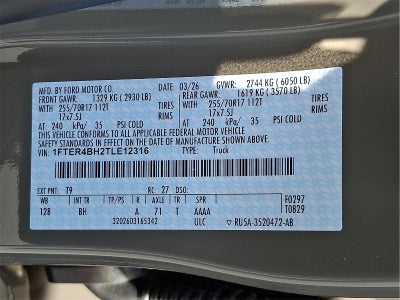 MFD. BY FORD MOTOR CO. 03/26 GVWR: 2744 KG (6050 LB)
FRONT GAWR: 1329 KG (2930 LB) REAR GAWR: 1619 KG (3570 LB)
WITH 255/70R17 112T TIRES WITH 255/70R17 112T TIRES
17x7.5J RIMS 17x7.5J RIMS
AT 240 kPa/ 35 PSI COLD AT 240 kPa/ 35 PSI COLD
THIS VEHICLE CONFORMS TO ALL APPLICABLE FEDERAL MOTOR VEHICLE
SAFETY STANDARDS IN EFFECT ON THE DATE OF MANUFACTURE SHOWN ABOVE.
VIN: 1FTER4BH2TLE12316 TYPE: Truck
EXT PNT: T9 RC: 27 DSO: F0297
WB INT TR TP/PS R AXLE TR SPR T0829
128 BH A 71 T AAAA
3202603165342 ULC RU5A-3520472-AB